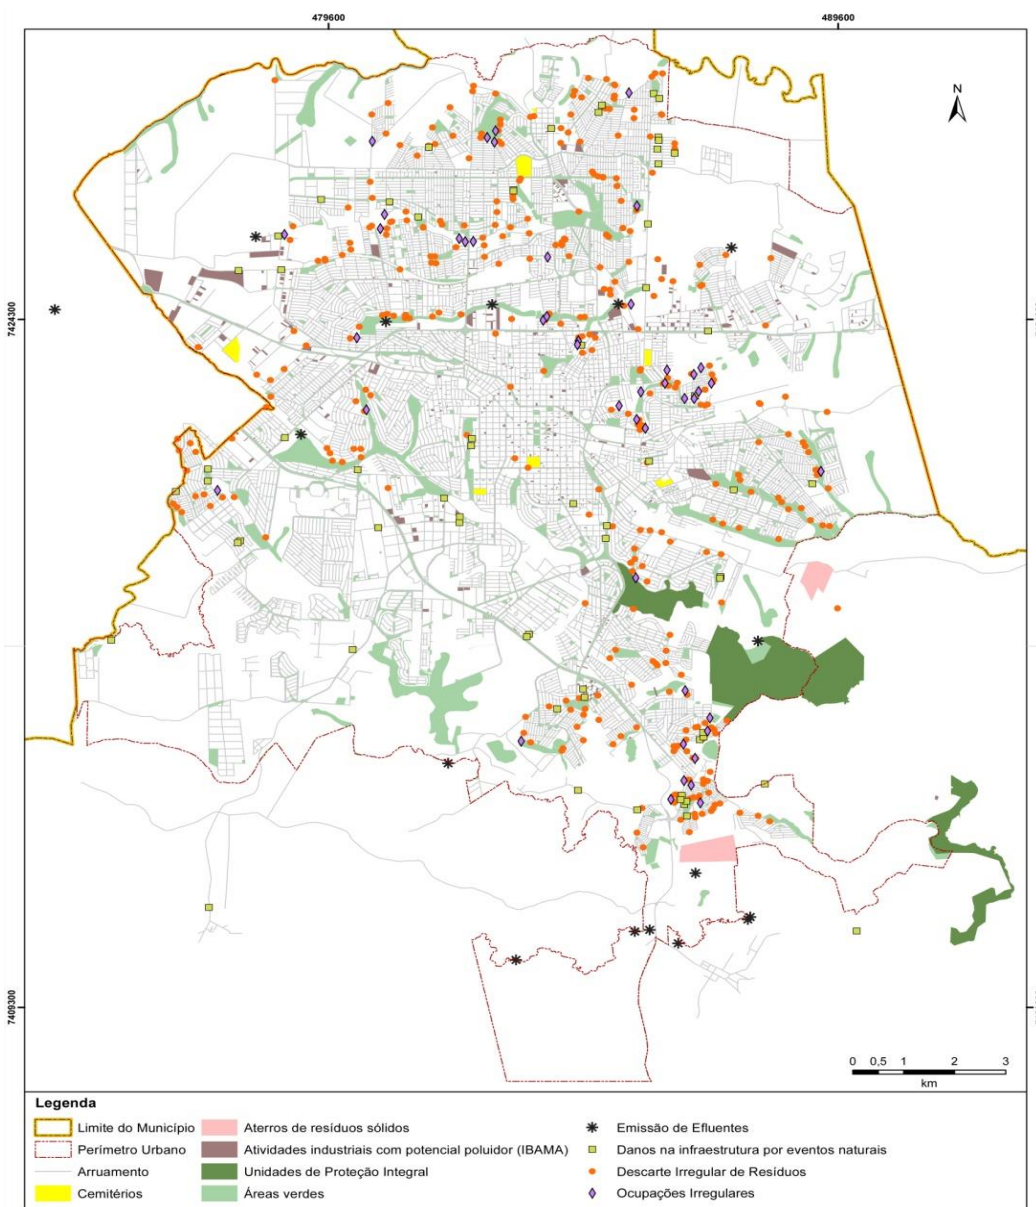 479600
489600
N
7424300
7409300
0 0,5 1 2 3
km
Legenda
Limite do Município
Perímetro Urbano
Arruamento
Cemitérios
Aterros de resíduos sólidos
Atividades industriais com potencial poluidor (IBAMA)
Unidades de Proteção Integral
Áreas verdes
Emissão de Efluentes
Danos na infraestrutura por eventos naturais
Descarte Irregular de Resíduos
Ocupações Irregulares